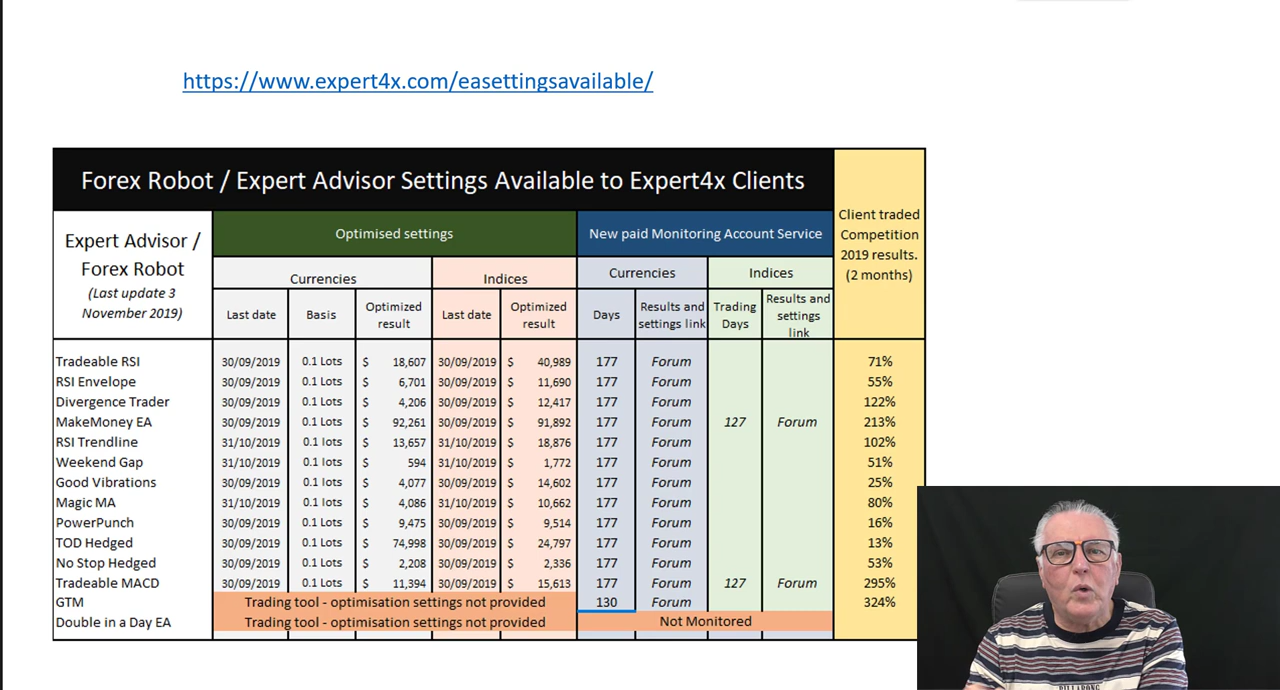 https://www.expert4x.com/easettingsavailable/
Forex Robot / Expert Advisor Settings Available to Expert4x Clients
Client traded
Competition
2019 results.
(2 months)
Expert Advisor /
Forex Robot
(Last update 3
November 2019)
Optimised settings
New paid Monitoring Account Service
Currencies
Indices
Currencies
Indices
Last date
Basis
Optimized
result
Last date
Optimized
result
Days
Results and
settings link
Trading
Days
Results and
settings
link
Tradeable RSI 30/09/2019 0.1 Lots $ 18,607 30/09/2019 $ 40,989 177 Forum 71%
RSI Envelope 30/09/2019 0.1 Lots $ 6,701 30/09/2019 $ 11,690 177 Forum 55%
Divergence Trader 30/09/2019 0.1 Lots $ 4,206 30/09/2019 $ 12,417 177 Forum 122%
MakeMoney EA 30/09/2019 0.1 Lots $ 92,261 30/09/2019 $ 91,892 177 Forum 127 Forum 213%
RSI Trendline 31/10/2019 0.1 lots $ 13,657 31/10/2019 $ 18,876 177 Forum 102%
Weekend Gap 31/10/2019 0.1 lots $ 594 31/10/2019 $ 1,772 177 Forum 51%
Good Vibrations 30/09/2019 0.1 Lots $ 4,077 30/09/2019 $ 14,602 177 Forum 25%
Magic MA 31/10/2019 0.1 lots $ 4,086 31/10/2019 $ 10,662 177 Forum 80%
PowerPunch 30/09/2019 0.1 Lots $ 9,475 30/09/2019 $ 9,514 177 Forum 16%
TOD Hedged 30/09/2019 0.1 Lots $ 74,998 30/09/2019 $ 24,797 177 Forum 13%
No Stop Hedged 30/09/2019 0.1 Lots $ 2,208 30/09/2019 $ 2,336 177 Forum 53%
Tradeable MACD 30/09/2019 0.1 Lots $ 11,394 30/09/2019 $ 15,613 177 Forum 127 Forum 295%
GTM Trading tool - optimisation settings not provided 130 Forum 324%
Double in a Day EA Trading tool - optimisation settings not provided Not Monitored
BILLABONG